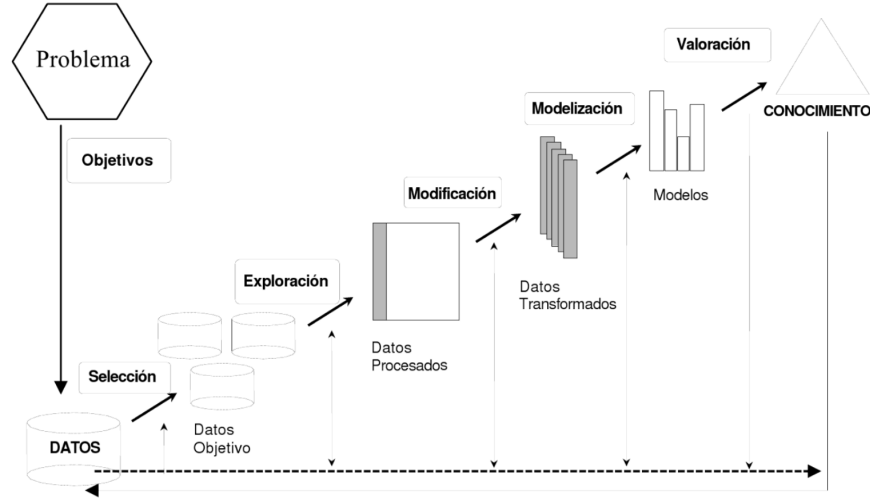 Problema
Objetivos
DATOS
Selección
Datos
Objetivo
Exploración
Datos
Procesados
Modificación
Datos
Transformados
Modelización
Modelos
Valoración
CONOCIMIENTO